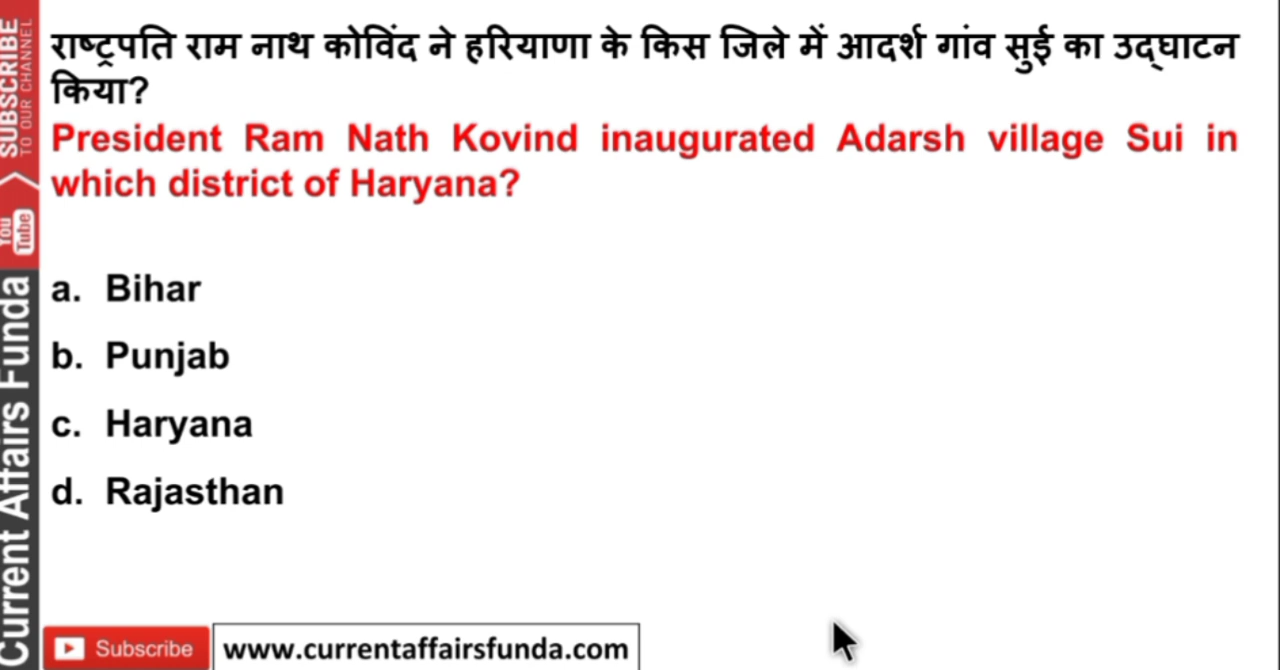 राष्ट्रपति राम नाथ कोविंद ने हरियाणा के किस जिले में आदर्श गांव सुई का उद्घाटन
किया?
President Ram Nath Kovind inaugurated Adarsh village Sui in
which district of Haryana?
a. Bihar
b. Punjab
c. Haryana
d. Rajasthan
Subscribe
www.currentaffairsfunda.com
SUBSCRIBE
TO OUR CHANNEL
You
Tube
Current Affairs Funda